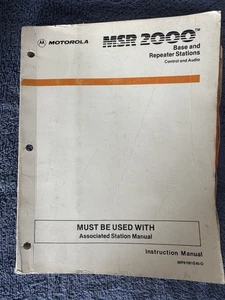 MOTOROLA
MSR 2000™
Base and
Repeater Stations
Control and Audio
MUST BE USED WITH
Associated Station Manual
Instruction Manual